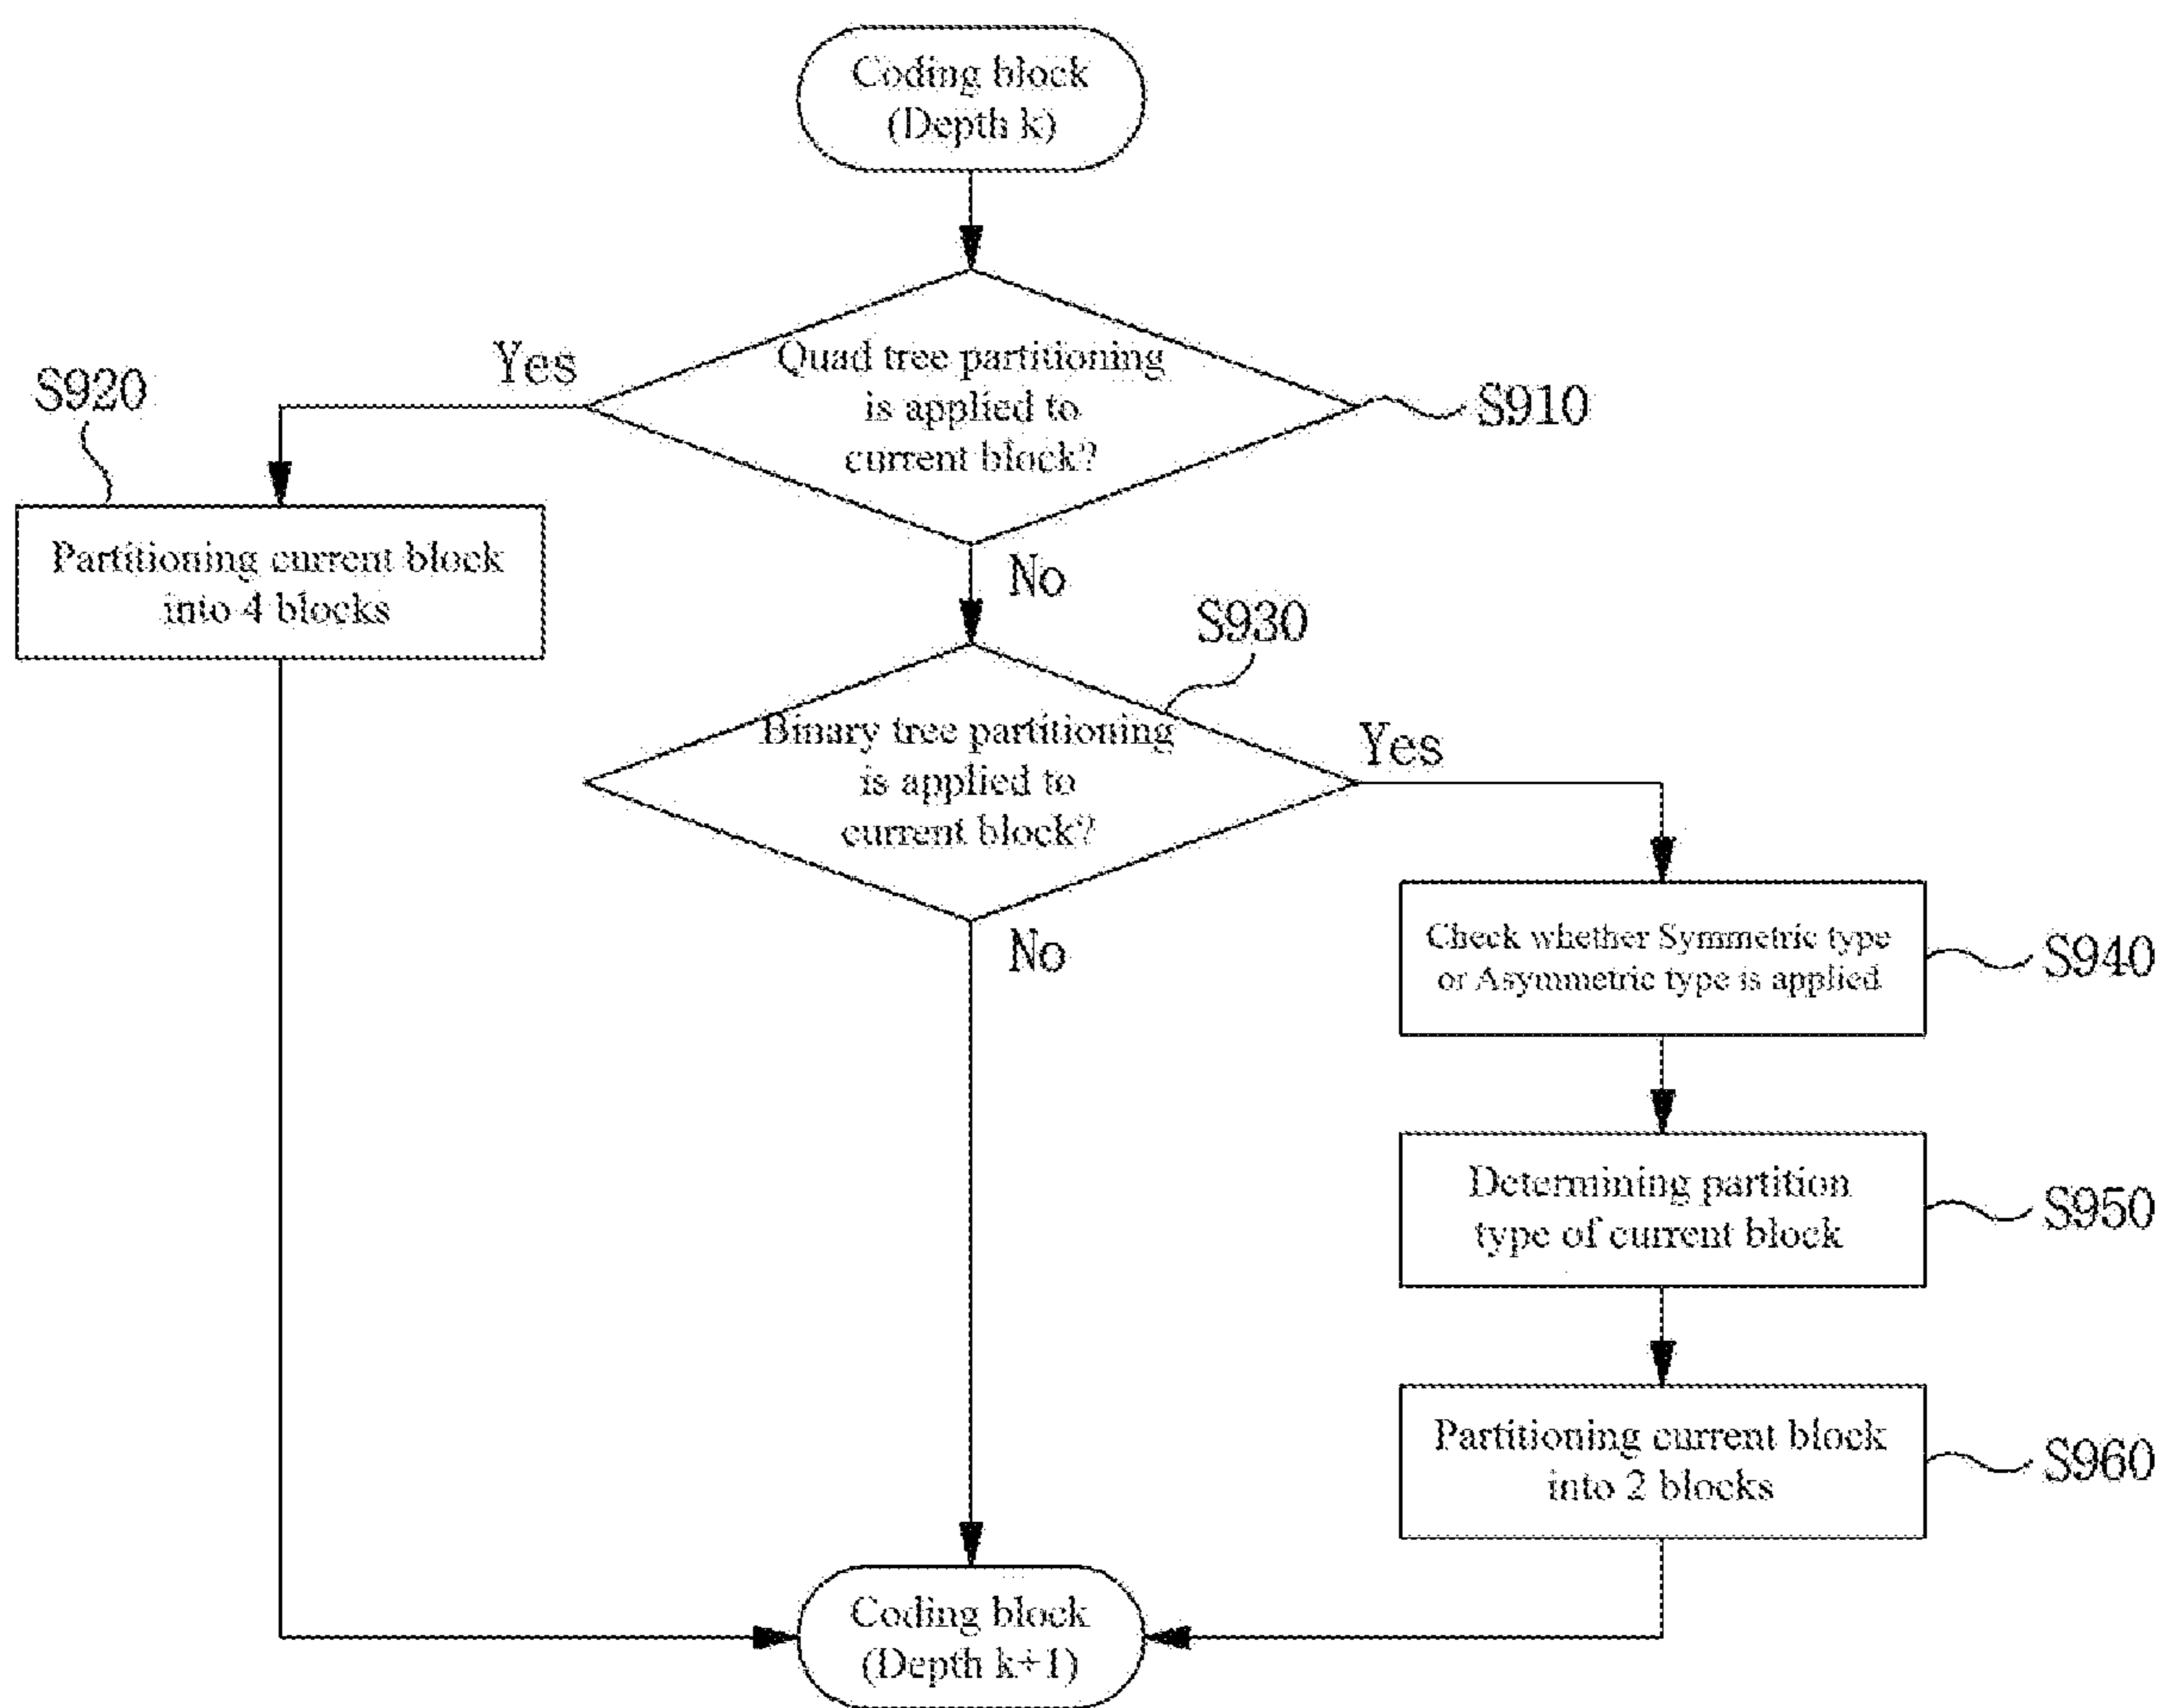 Coding block
(Depth k)
Quad tree partitioning
is applied to
current block?
Yes
S910
S920
Partitioning current block
into 4 blocks
No
S930
Binary tree partitioning
is applied to
current block?
Yes
No
Check whether Symmetric type
or Asymmetric type is applied
S940
Determining partition
type of current block
S950
Partitioning current block
into 2 blocks
S960
Coding block
(Depth k+1)